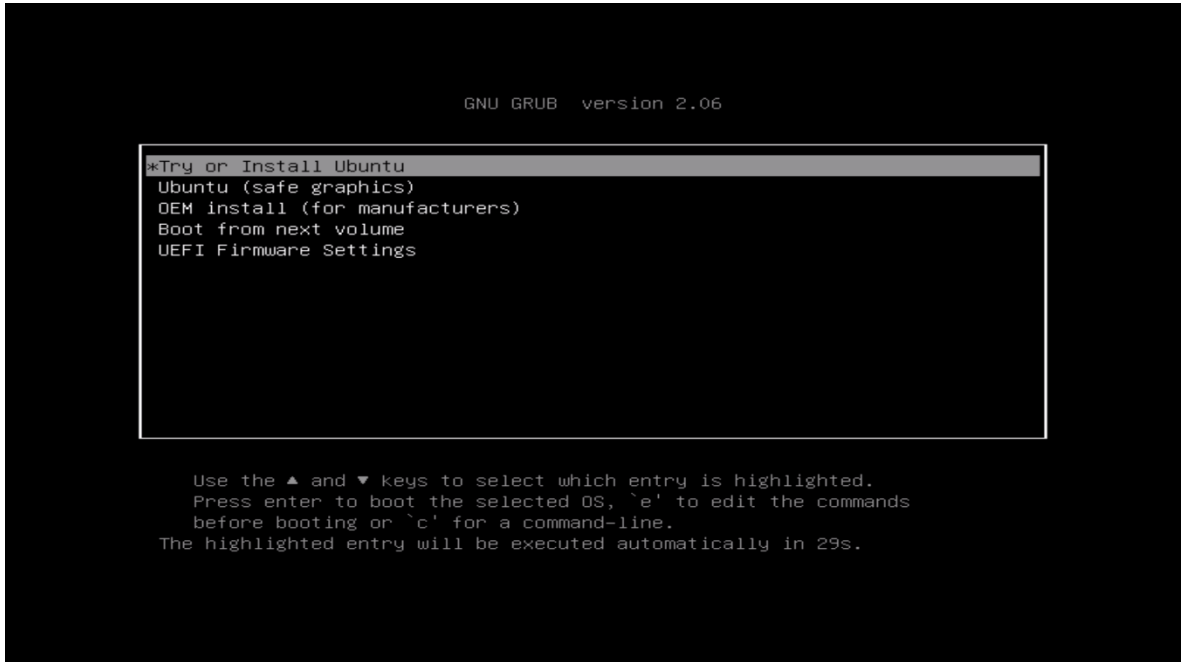 GNU GRUB  version 2.06
*Try or Install Ubuntu
Ubuntu (safe graphics)
OEM install (for manufacturers)
Boot from next volume
UEFI Firmware Settings
Use the ▲ and ▼ keys to select which entry is highlighted.
Press enter to boot the selected OS, `e' to edit the commands
before booting or `c' for a command-line.
The highlighted entry will be executed automatically in 29s.